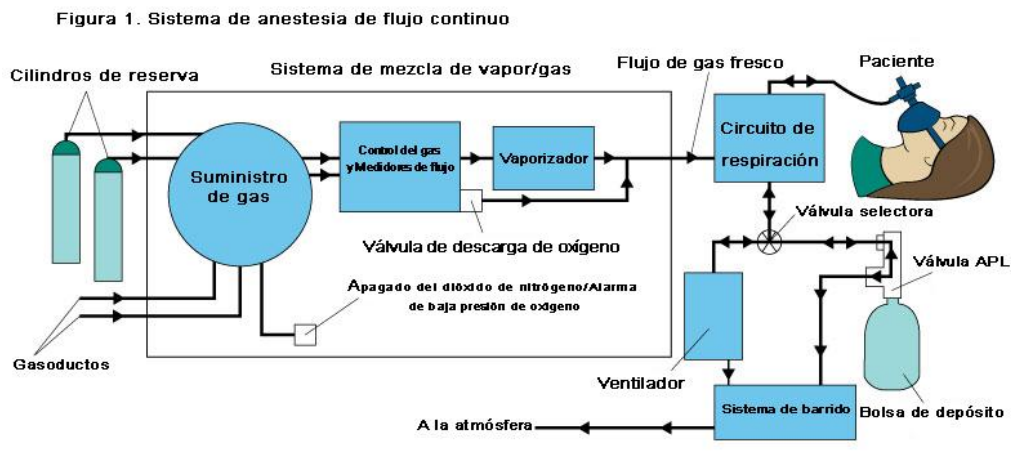 Figura 1. Sistema de anestesia de flujo continuo
Cilindros de reserva
Sistema de mezcla de vapor/gas
Flujo de gas fresco
Paciente
Suministro
de gas
Control del gas
y Medidores de flujo
Vaporizador
Circuito de
respiración
Válvula de descarga de oxígeno
Válvula selectora
Válvula APL
Apagado del dióxido de nitrógeno/Alarma
de baja presión de oxígeno
Gasoductos
Ventilador
Sistema de barrido
Bolsa de depósito
A la atmósfera